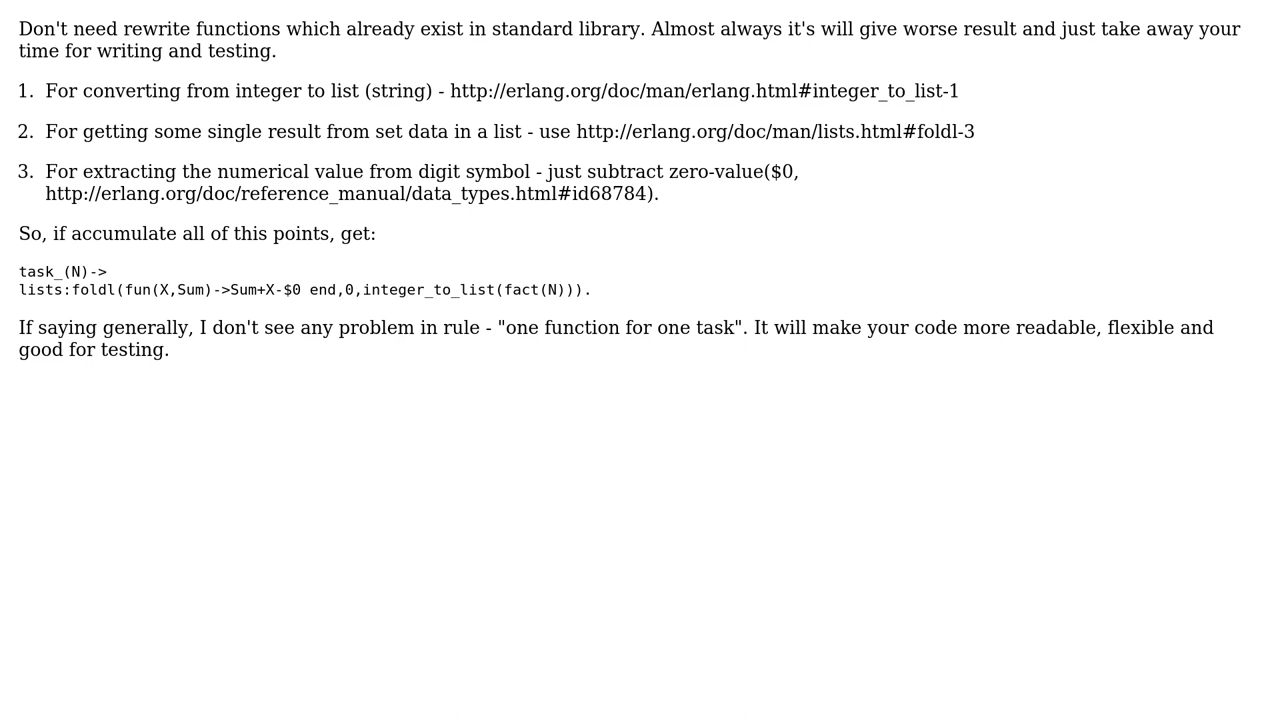 Don't need rewrite functions which already exist in standard library. Almost always it's will give worse result and just take away your
time for writing and testing.
1. For converting from integer to list (string) - http://erlang.org/doc/man/erlang.html#integer_to_list-1
2. For getting some single result from set data in a list - use http://erlang.org/doc/man/lists.html#foldl-3
3. For extracting the numerical value from digit symbol - just subtract zero-value($0,
http://erlang.org/doc/reference_manual/data_types.html#id68784).
So, if accumulate all of this points, get:
task_(N)->
lists:foldl(fun(X,Sum)->Sum+X-$0 end,0,integer_to_list(fact(N))).
If saying generally, I don't see any problem in rule - "one function for one task". It will make your code more readable, flexible and
good for testing.